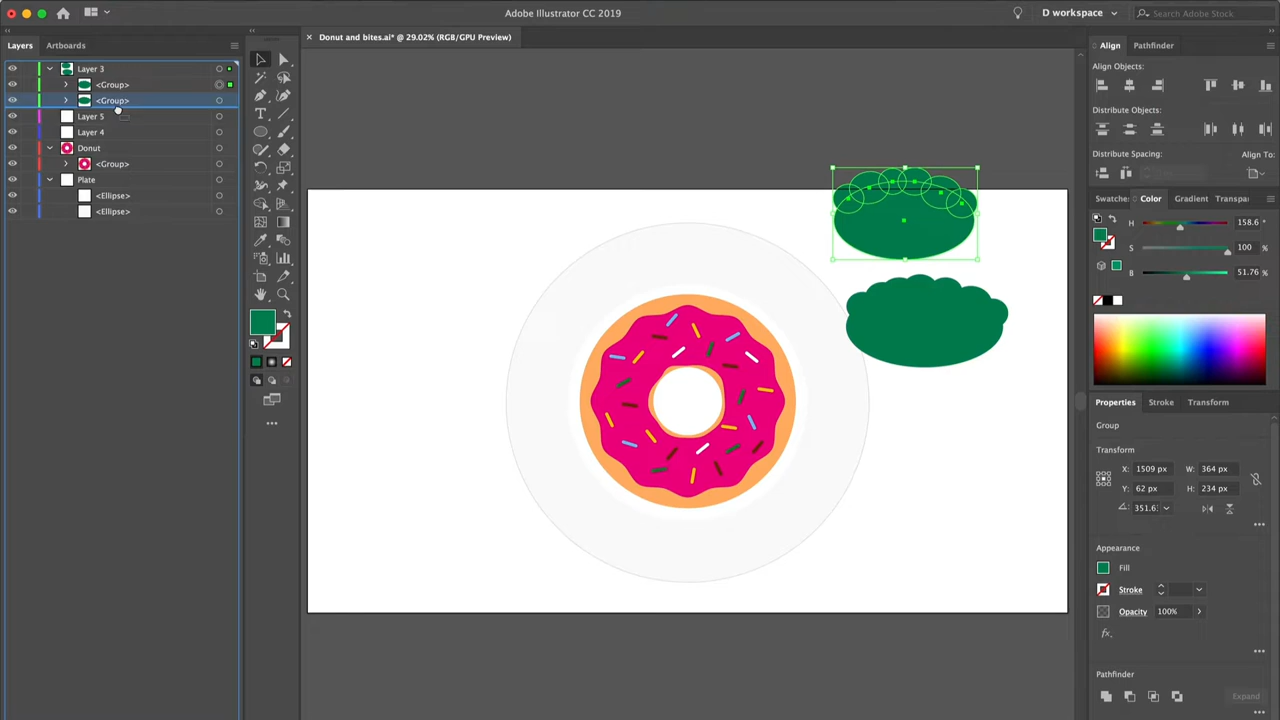 Adobe Illustrator CC 2019
D workspace
Search Adobe Stock
Layers
Artboards
× Donut and bites.ai* @ 29.02% (RGB/GPU Preview)
Layer 3
<Group>
<Group>
Layer 5
Layer 4
Donut
<Group>
Plate
<Ellipse>
<Ellipse>
Align
Pathfinder
Align Objects:
Distribute Objects:
Distribute Spacing:
Align To:
Swatches
Color
Gradient
Transpa
H
158.6 °
S
100 %
B
51.76 %
Properties
Stroke
Transform
Group
Transform
X: 1509 px
W: 364 px
Y: 62 px
H: 234 px
351.6
Appearance
Fill
Stroke
Opacity
100%
fx.
Pathfinder
Expand